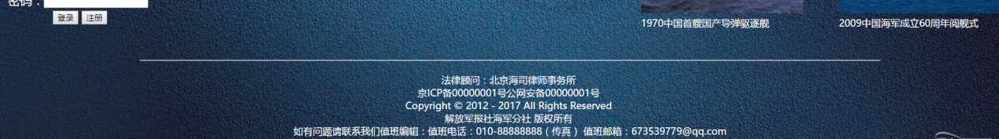 密码：
登录 注册
1970中国首艘国产导弹驱逐舰
2009中国海军成立60周年阅舰式
法律顾问：北京海司律师事务所
京ICP备00000001号公网安备00000001号
Copyright © 2012 - 2017 All Rights Reserved
解放军报社海军分社 版权所有
如有问题请联系我们值班编辑：值班电话：010-88888888（传真） 值班邮箱：673539779@qq.com